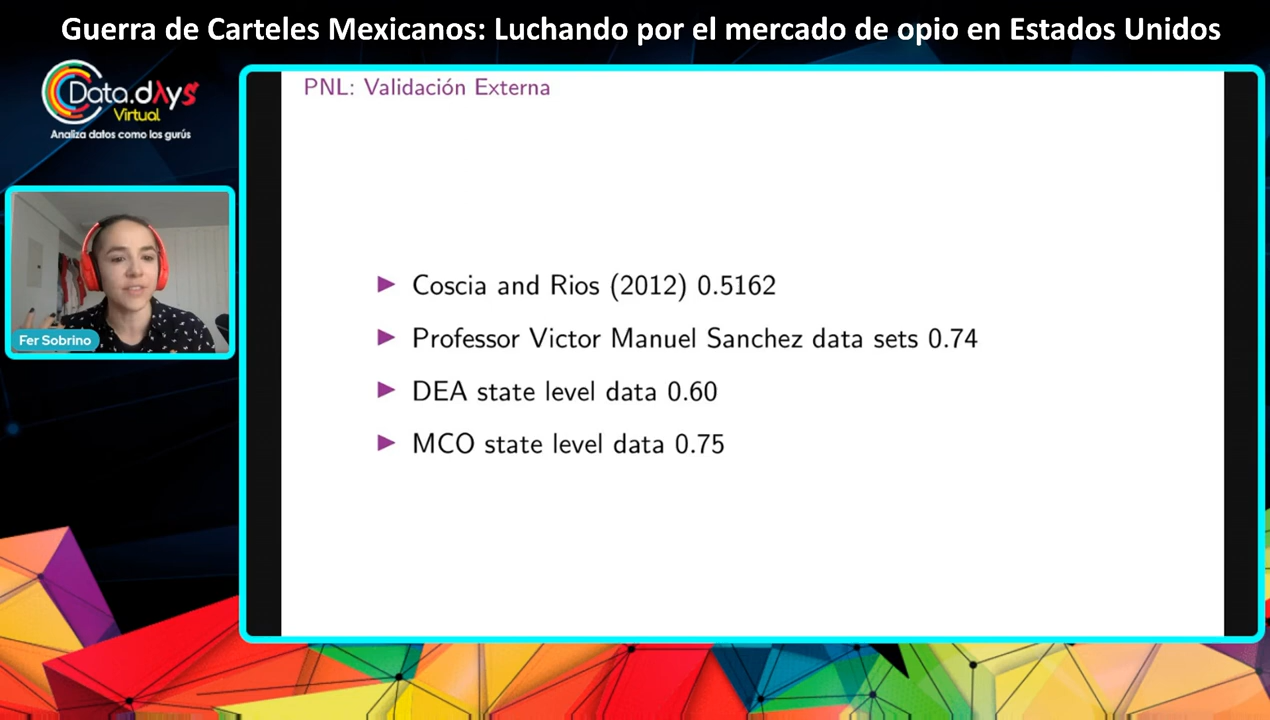 Guerra de Carteles Mexicanos: Luchando por el mercado de opio en Estados Unidos
Data.dAys
Virtual
Analiza datos como los gurús
PNL: Validación Externa
Coscia and Rios (2012) 0.5162
Professor Victor Manuel Sanchez data sets 0.74
DEA state level data 0.60
MCO state level data 0.75
Fer Sobrino